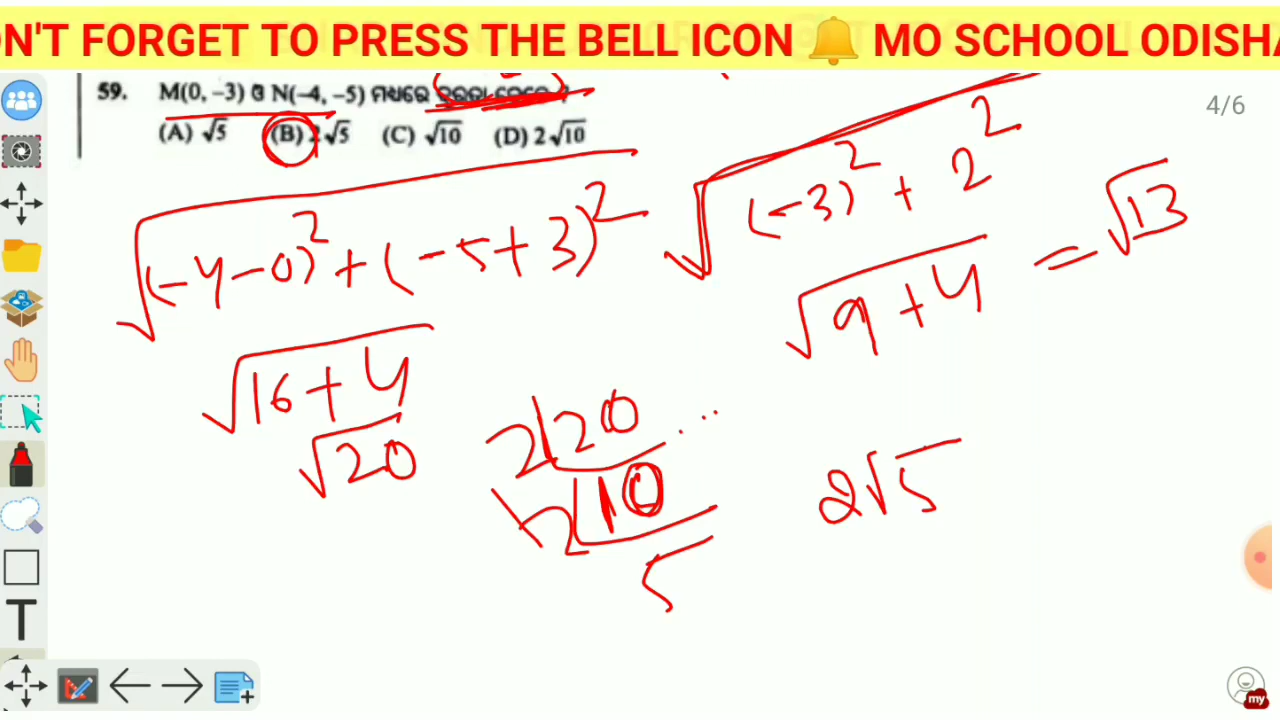 N'T FORGET TO PRESS THE BELL ICON 🔔 MO SCHOOL ODISHA
4/6
59. M(0, –3) ଓ N(–4, –5) ମଧ୍ୟରେ ଦୂରତା କେତେ ?
(A) √5 (B) 2√5 (C) √10 (D) 2√10
√(-4-0)² + (-5+3)²
√16+4
√20
2 20
2 10
5
√(-3)² + 2²
√9+4 = √13
2√5
T
my